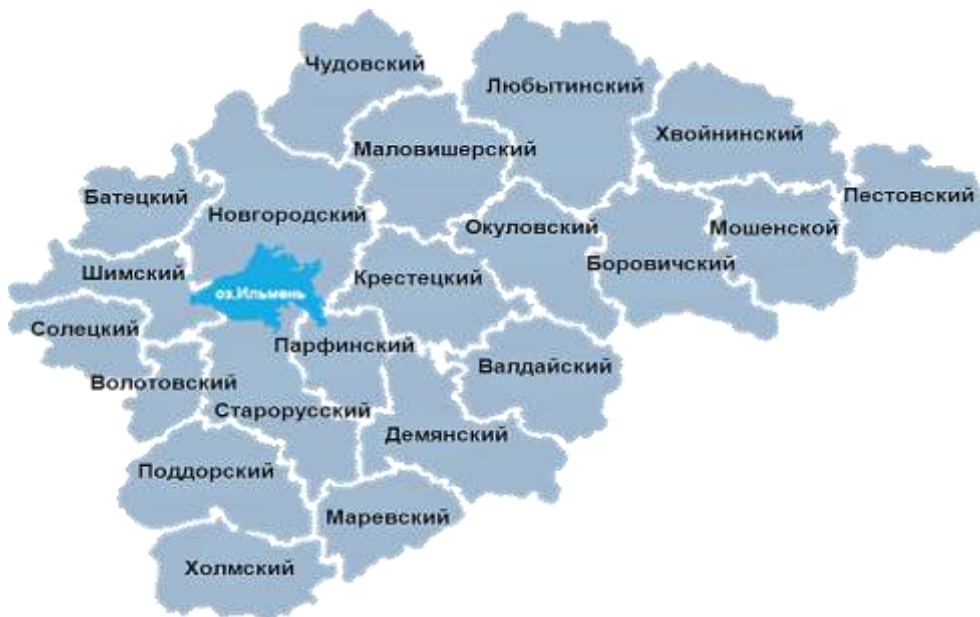 Чудовский
Любытинский
Хвойнинский
Маловишерский
Батецкий
Новгородский
Пестовский
Окуловский
Мошенской
Боровичский
Шимский
Крестецкий
оз.Ильмень
Солецкий
Парфинский
Валдайский
Волотовский
Старорусский
Демянский
Поддорский
Маревский
Холмский